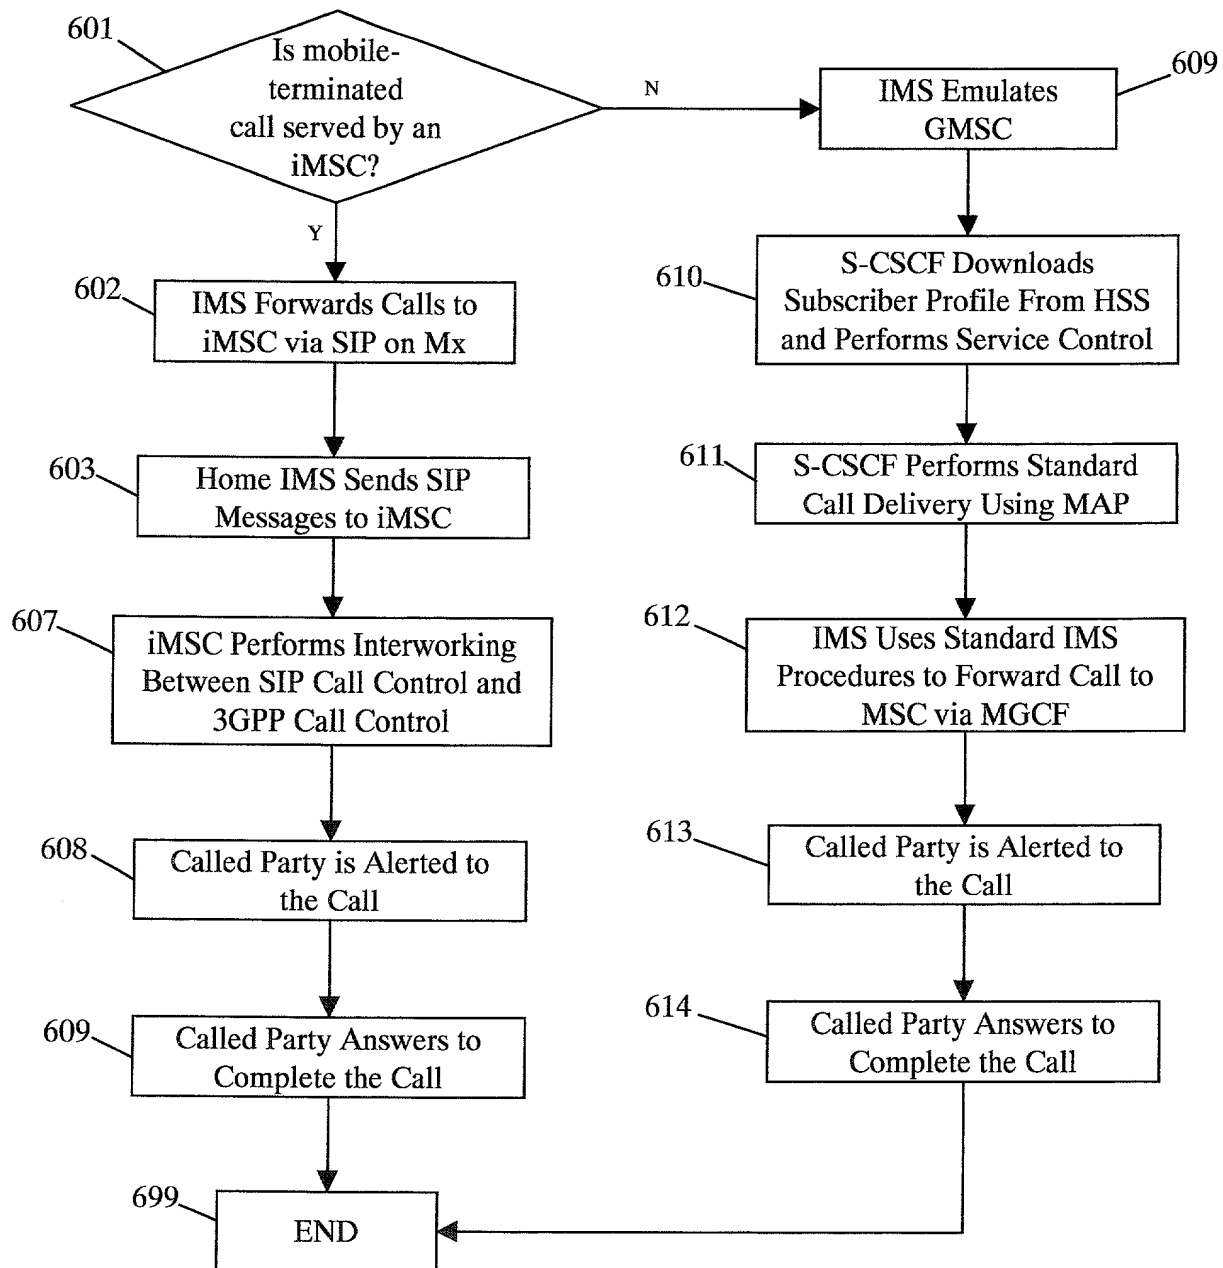 601
Is mobile-
terminated
call served by an
iMSC?
N
Y
602
IMS Forwards Calls to
iMSC via SIP on Mx
603
Home IMS Sends SIP
Messages to iMSC
607
iMSC Performs Interworking
Between SIP Call Control and
3GPP Call Control
608
Called Party is Alerted to
the Call
609
Called Party Answers to
Complete the Call
699
END
609
IMS Emulates
GMSC
610
S-CSCF Downloads
Subscriber Profile From HSS
and Performs Service Control
611
S-CSCF Performs Standard
Call Delivery Using MAP
612
IMS Uses Standard IMS
Procedures to Forward Call to
MSC via MGCF
613
Called Party is Alerted to
the Call
614
Called Party Answers to
Complete the Call